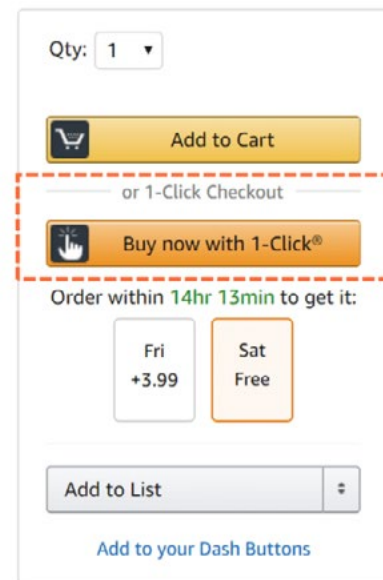 Qty: 1
Add to Cart
or 1-Click Checkout
Buy now with 1-Click®
Order within 14hr 13min to get it:
Fri Sat
+3.99 Free
Add to List
Add to your Dash Buttons